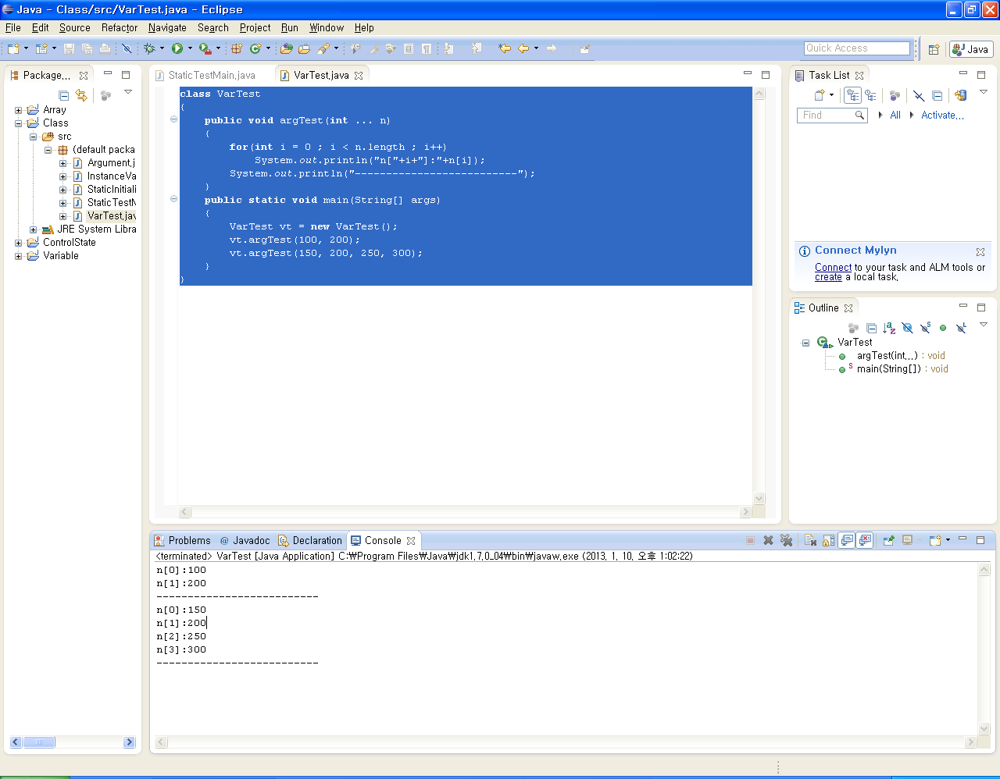 Java - Class/src/VarTest.java - Eclipse
File Edit Source Refactor Navigate Search Project Run Window Help
Quick Access
Java
Package...
Array
Class
src
(default packa
Argument.j
InstanceVa
StaticInitiali
StaticTestM
VarTest.jav
JRE System Libra
ControlState
Variable
StaticTestMain.java
VarTest.java
class VarTest
{
public void argTest(int ... n)
{
for(int i = 0 ; i < n.length ; i++)
System.out.println("n["+i+"]:"+n[i]);
System.out.println("--------------------------");
}
public static void main(String[] args)
{
VarTest vt = new VarTest();
vt.argTest(100, 200);
vt.argTest(150, 200, 250, 300);
}
}
Task List
Find
All
Activate...
Connect Mylyn
Connect to your task and ALM tools or
create a local task.
Outline
VarTest
argTest(int...) : void
main(String[]) : void
Problems @ Javadoc Declaration Console
<terminated> VarTest [Java Application] C:₩Program Files₩Java₩jdk1.7.0_04₩bin₩javaw.exe (2013. 1. 10. 오후 1:02:22)
n[0]:100
n[1]:200
--------------------------
n[0]:150
n[1]:200
n[2]:250
n[3]:300
--------------------------